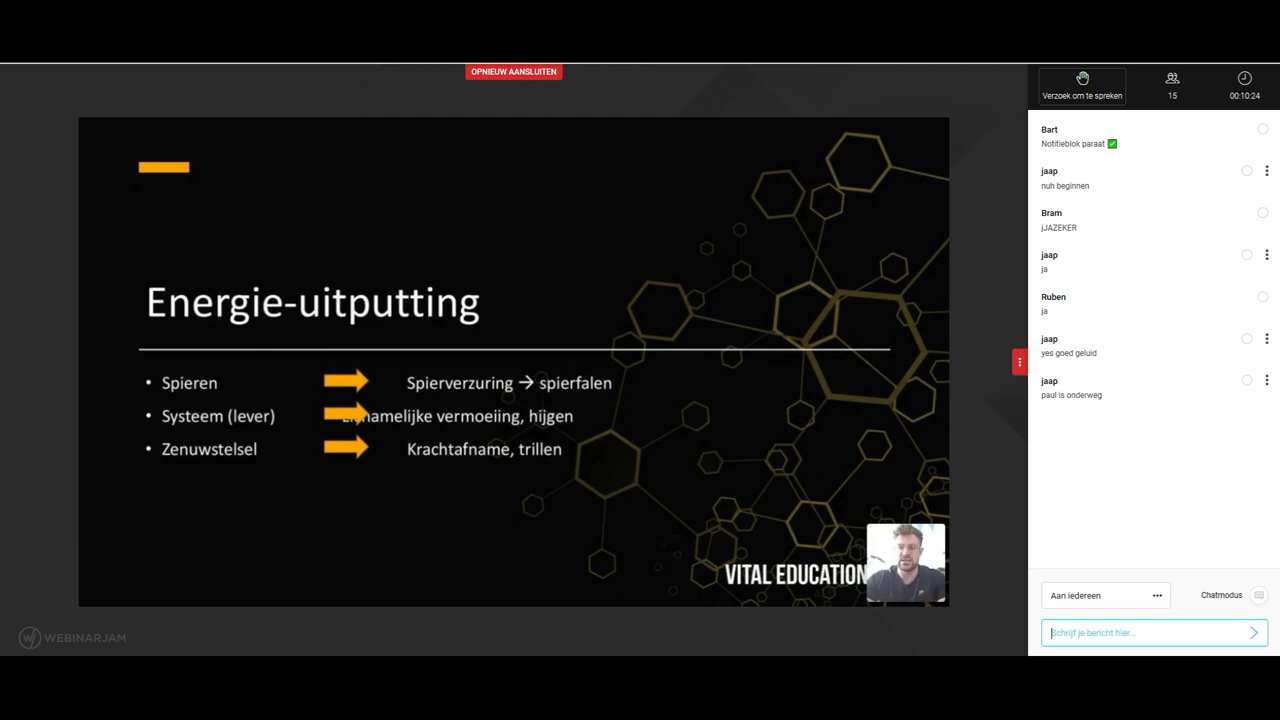 OPNIEUW AANSLUITEN
Verzoek om te spreken
15
00:10:24
Energie-uitputting
• Spieren Spierverzuring → spierfalen
• Systeem (lever) vermoeiing, hijgen
• Zenuwstelsel Krachtafname, trillen
VITAL EDUCATION
WEBINARJAM
Bart
Notitieblok paraat ✅
jaap
nuh beginnen
Bram
jJAZEKER
jaap
ja
Ruben
ja
jaap
yes goed geluid
jaap
paul is onderweg
Aan iedereen
Chatmodus
Schrijf je bericht hier...